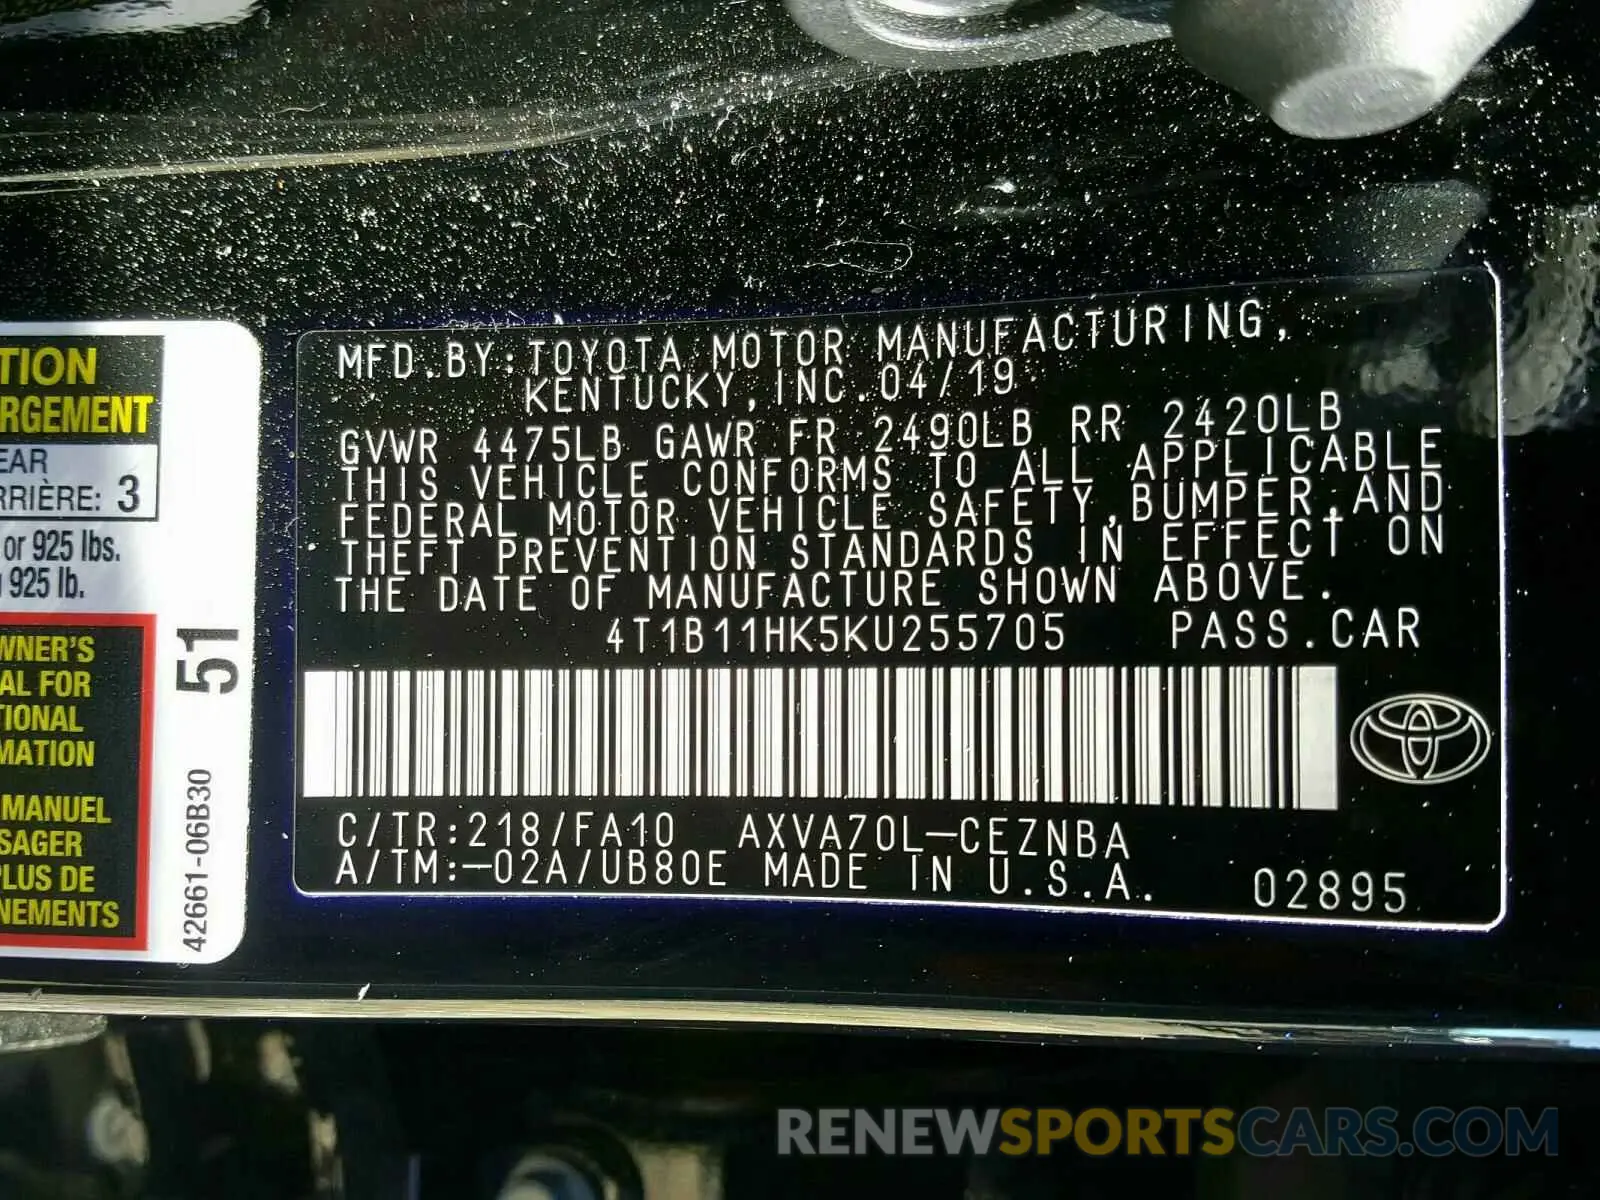 TION
RGEMENT
EAR
RRIÈRE: 3
or 925 lbs.
925 lb.
WNER'S
AL FOR
TIONAL
MATION
MANUEL
SAGER
PLUS DE
NEMENTS
51
42661-06B30
MFD.BY:TOYOTA MOTOR MANUFACTURING,
KENTUCKY, INC. 04/19
GVWR 4475LB GAWR FR 2490LB RR 2420LB
THIS VEHICLE CONFORMS TO ALL APPLICABLE
FEDERAL MOTOR VEHICLE SAFETY,BUMPER,AND
THEFT PREVENTION STANDARDS IN EFFECT ON
THE DATE OF MANUFACTURE SHOWN ABOVE.
4T1B11HK5KU255705 PASS.CAR
C/TR:218/FA10 AXVA70L-CEZNBA
A/TM:-02A/UB80E MADE IN U.S.A. 02895
RENEWSPORTSCARS.COM